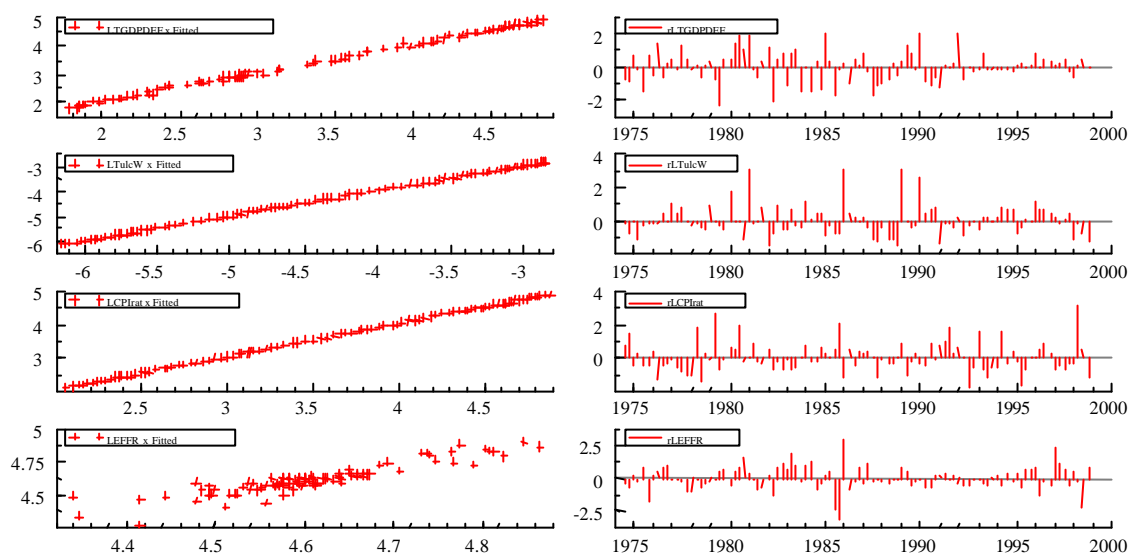 5
4
3
2
LTGDPDEF x Fitted
2 2.5 3 3.5 4 4.5
2
0
-2
rLTGDPDEF
1975 1980 1985 1990 1995 2000
-3
-4
-5
-6
LTulcW x Fitted
-6 -5.5 -5 -4.5 -4 -3.5 -3
4
2
0
rLTulcW
1975 1980 1985 1990 1995 2000
5
4
3
LCPIrat x Fitted
2.5 3 3.5 4 4.5
4
2
0
rLCPIrat
1975 1980 1985 1990 1995 2000
5
4.75
4.5
LEFFR x Fitted
4.4 4.5 4.6 4.7 4.8
2.5
0
-2.5
rLEFFR
1975 1980 1985 1990 1995 2000